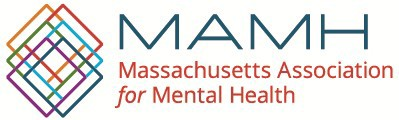 MAMH
Massachusetts Association
for Mental Health